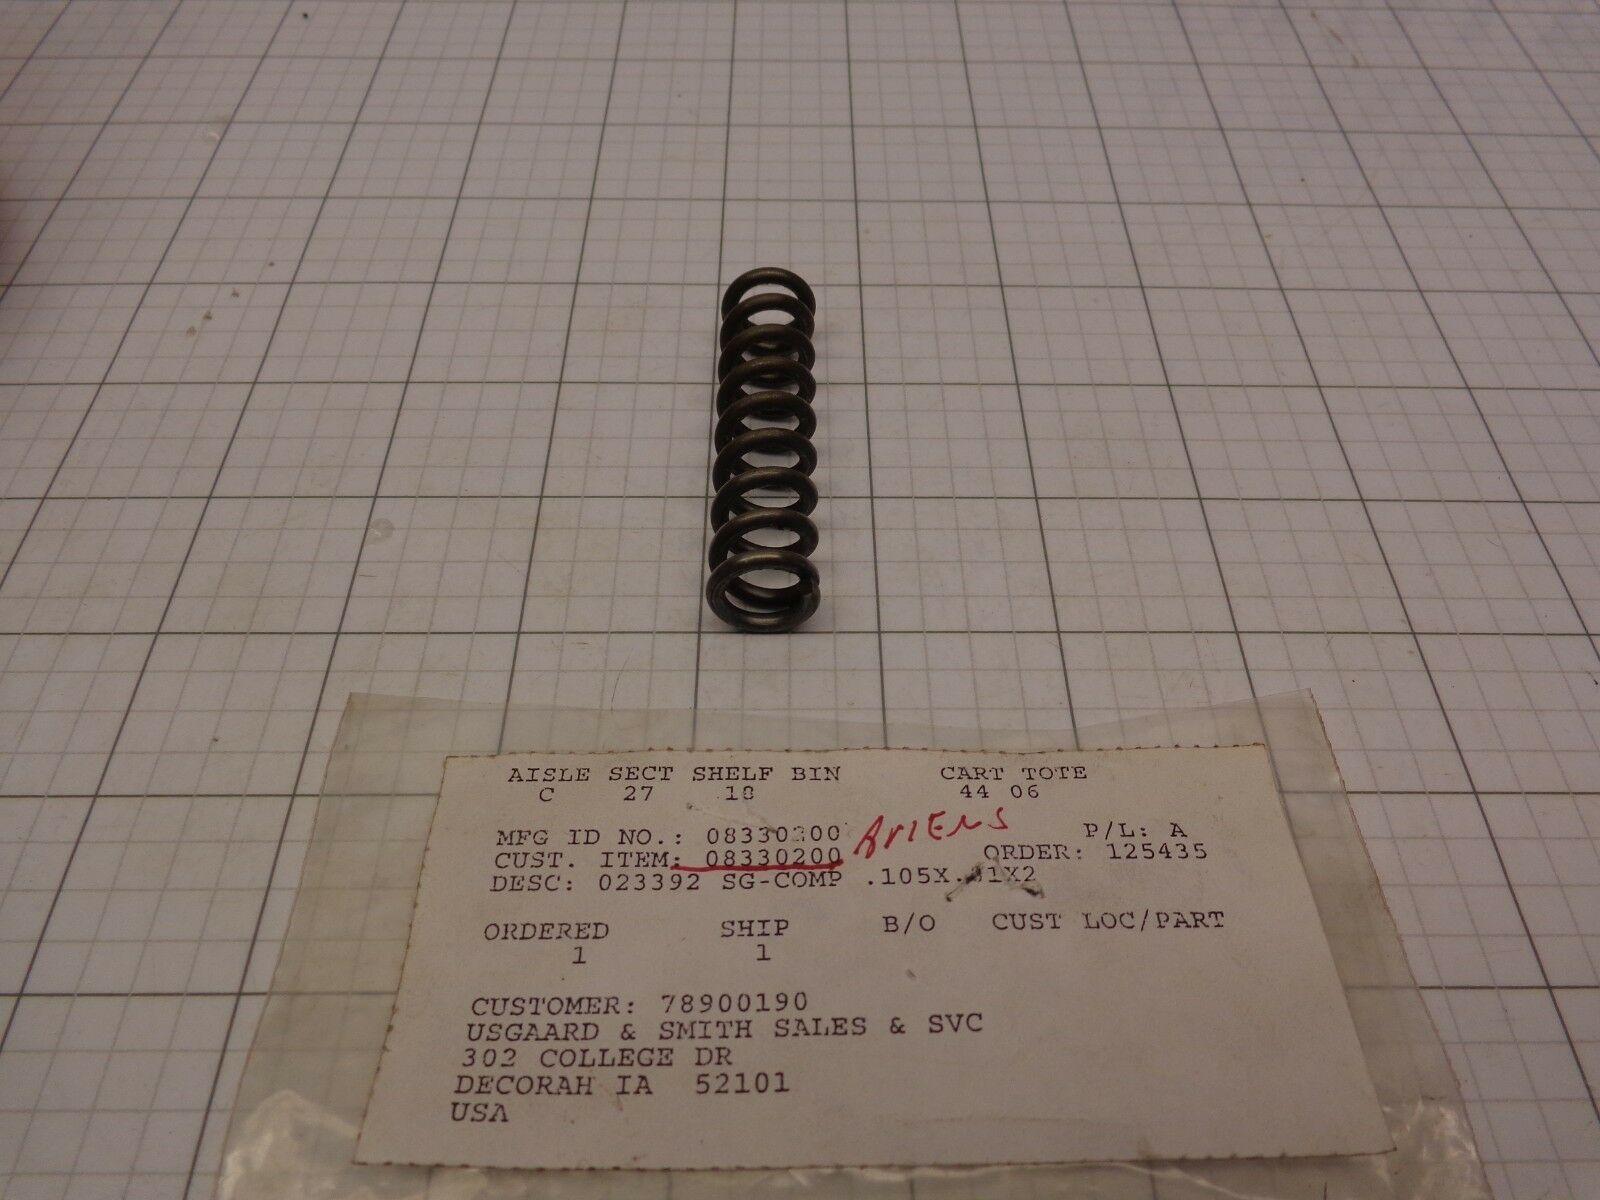 AISLE SECT SHELF BIN CART TOTE
C 27 18 44 06
MFG ID NO.: 08330200 ARIENS P/L: A
CUST. ITEM: 08330200 ORDER: 125435
DESC: 023392 SG-COMP
ORDERED SHIP B/O CUST LOC/PART
1 1
CUSTOMER: 78900190
USGAARD & SMITH SALES & SVC
302 COLLEGE DR
DECORAH IA 52101
USA